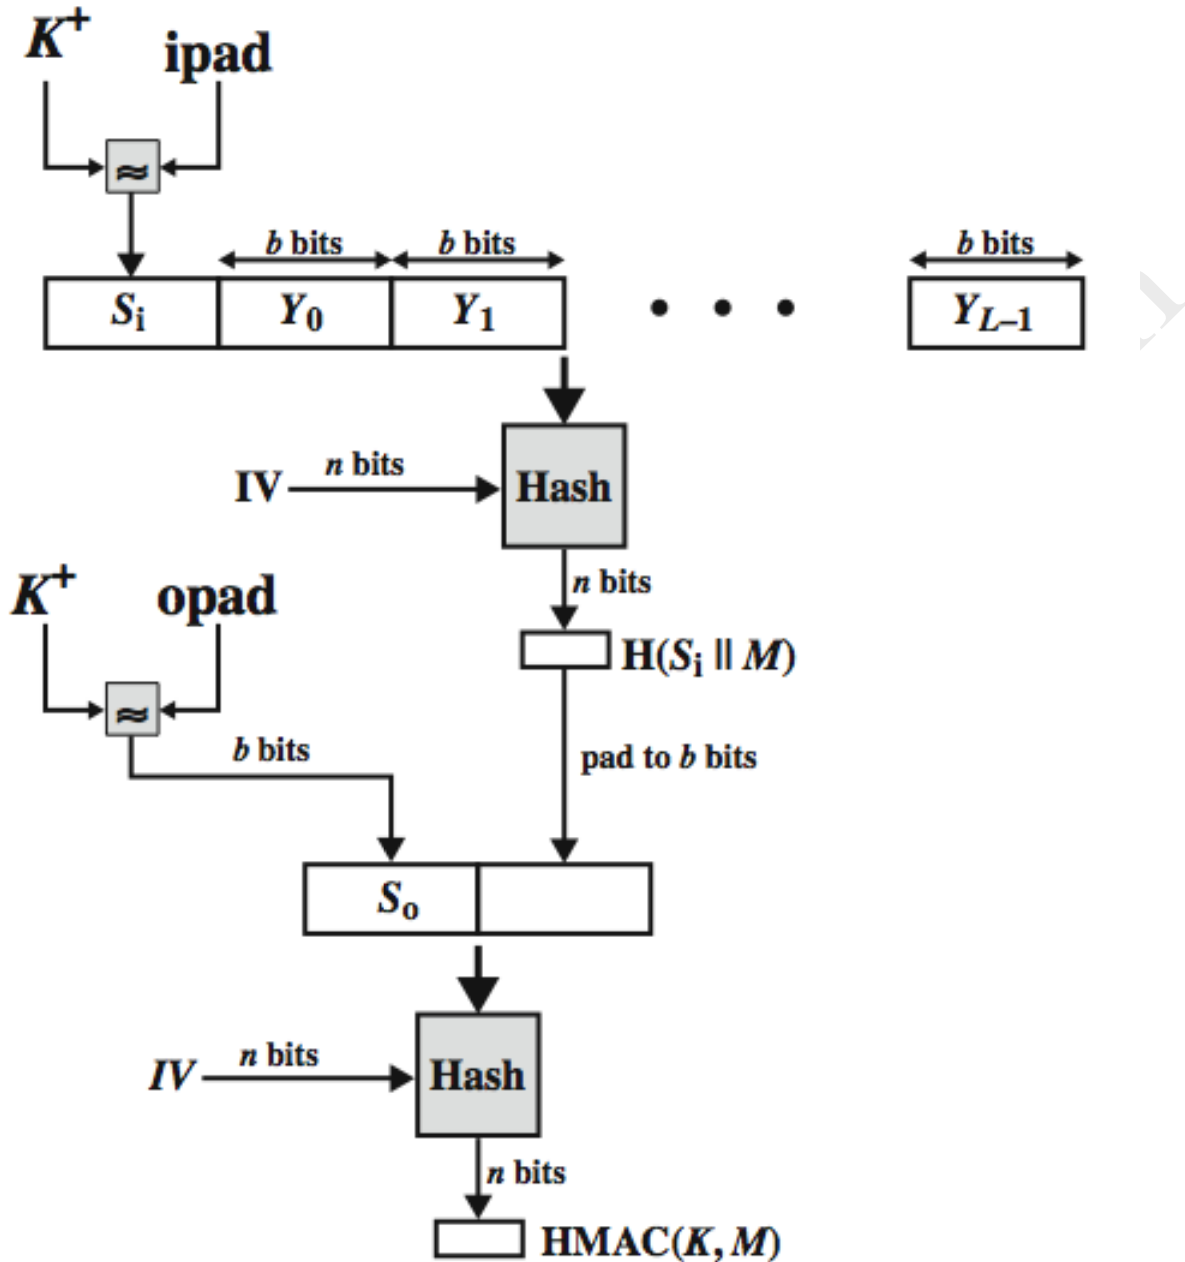 K+ ipad
≈
b bits b bits b bits
Si Y0 Y1 • • • YL–1
IV n bits Hash
n bits
K+ opad
H(Si || M)
≈
b bits pad to b bits
So
IV n bits Hash
n bits
HMAC(K, M)